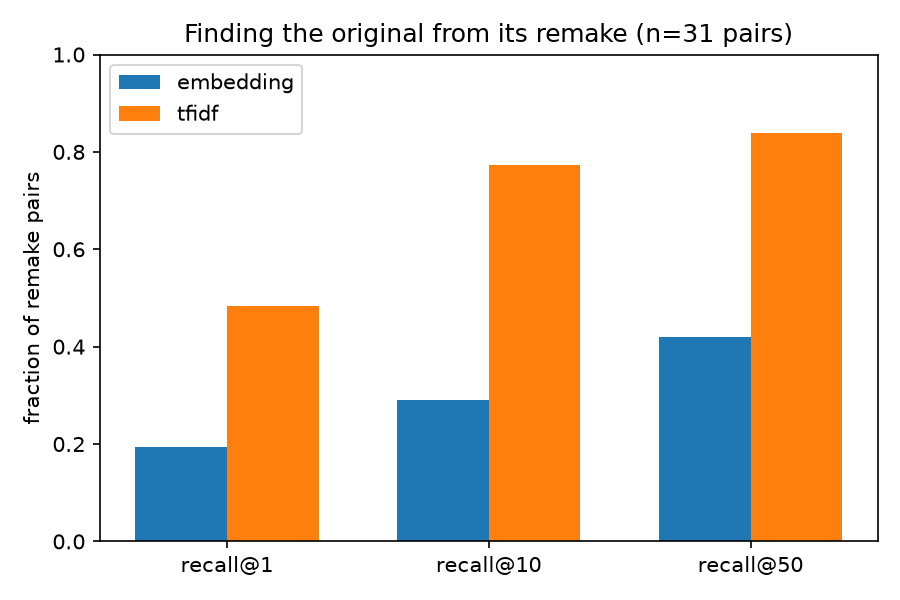 Finding the original from its remake (n=31 pairs)
embedding
tfidf
fraction of remake pairs
1.0
0.8
0.6
0.4
0.2
0.0
recall@1
recall@10
recall@50